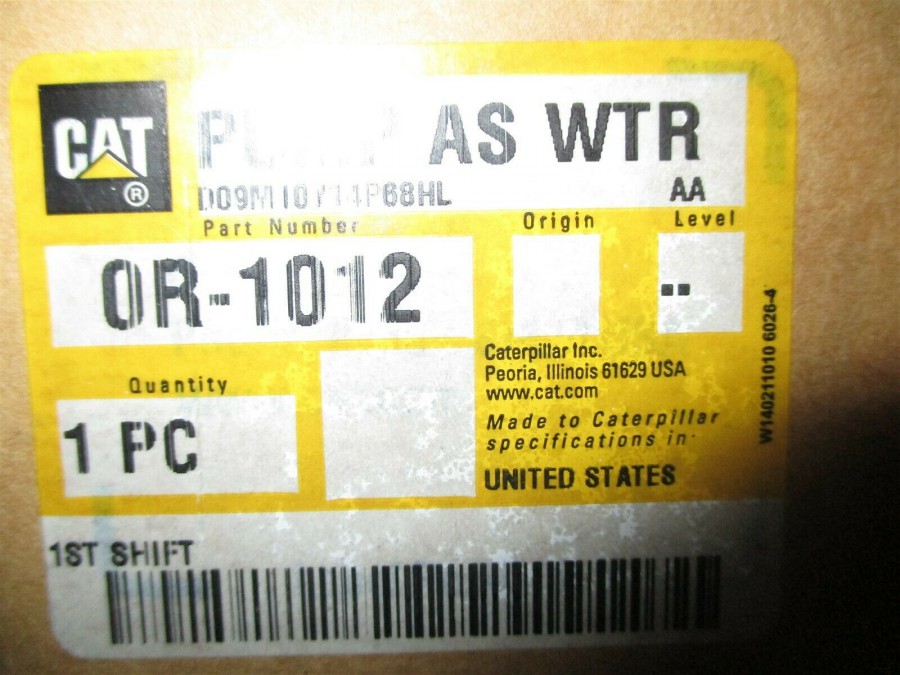 CAT
®
PUMP AS WTR
AA
Part Number
Origin
Level
0R-1012
--
Caterpillar Inc.
Peoria, Illinois 61629 USA
www.cat.com
Quantity
1 PC
Made to Caterpillar
specifications in
UNITED STATES
W140211010 6026-4
1ST SHIFT